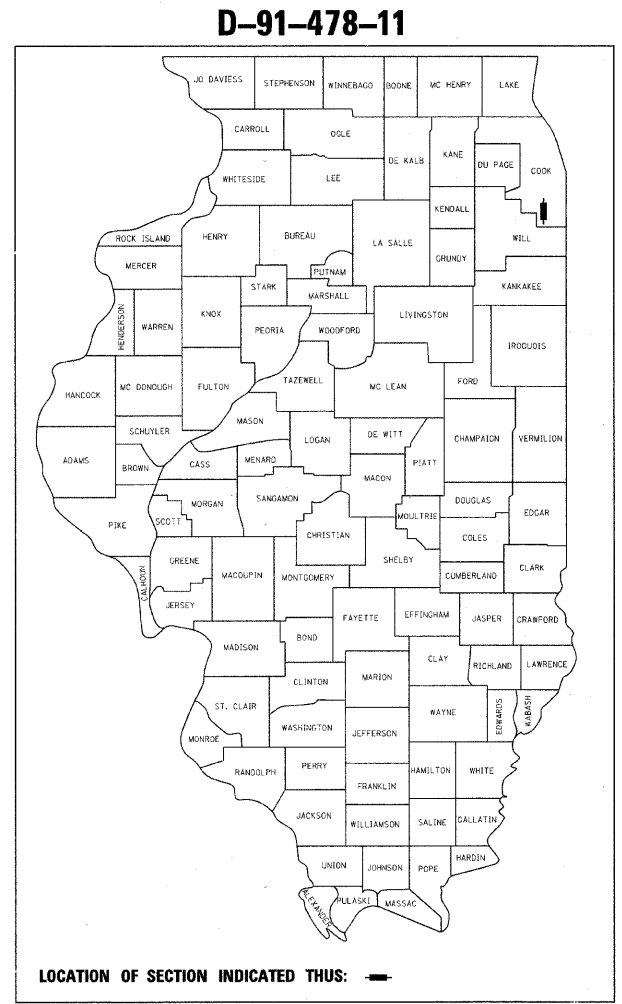 D-91-478-11
JO DAVIESS STEPHENSON WINNEBAGO BOONE MC HENRY LAKE
CARROLL OGLE DE KALB KANE DU PAGE COOK
WHITESIDE LEE
KENDALL
ROCK ISLAND HENRY BUREAU LA SALLE WILL
GRUNDY
MERCER PUTNAM
STARK MARSHALL KANKAKEE
HENDERSON WARREN KNOX PEORIA WOODFORD LIVINGSTON
IROQUOIS
HANCOCK MC DONOUGH FULTON TAZEWELL MC LEAN FORD
MASON
SCHUYLER LOGAN DE WITT CHAMPAIGN VERMILION
ADAMS BROWN CASS MENARD PIATT
MACON
MORGAN SANGAMON DOUGLAS
PIKE SCOTT MOULTRIE EDGAR
CHRISTIAN COLES
GREENE SHELBY CLARK
CALHOUN MACOUPIN MONTGOMERY CUMBERLAND
JERSEY
FAYETTE EFFINGHAM JASPER CRAWFORD
MADISON BOND
CLAY RICHLAND LAWRENCE
CLINTON MARION
ST. CLAIR WAYNE EDWARDS WABASH
WASHINGTON JEFFERSON
MONROE
RANDOLPH PERRY HAMILTON WHITE
FRANKLIN
JACKSON WILLIAMSON SALINE GALLATIN
UNION JOHNSON POPE HARDIN
ALEXANDER PULASKI MASSAC
LOCATION OF SECTION INDICATED THUS: